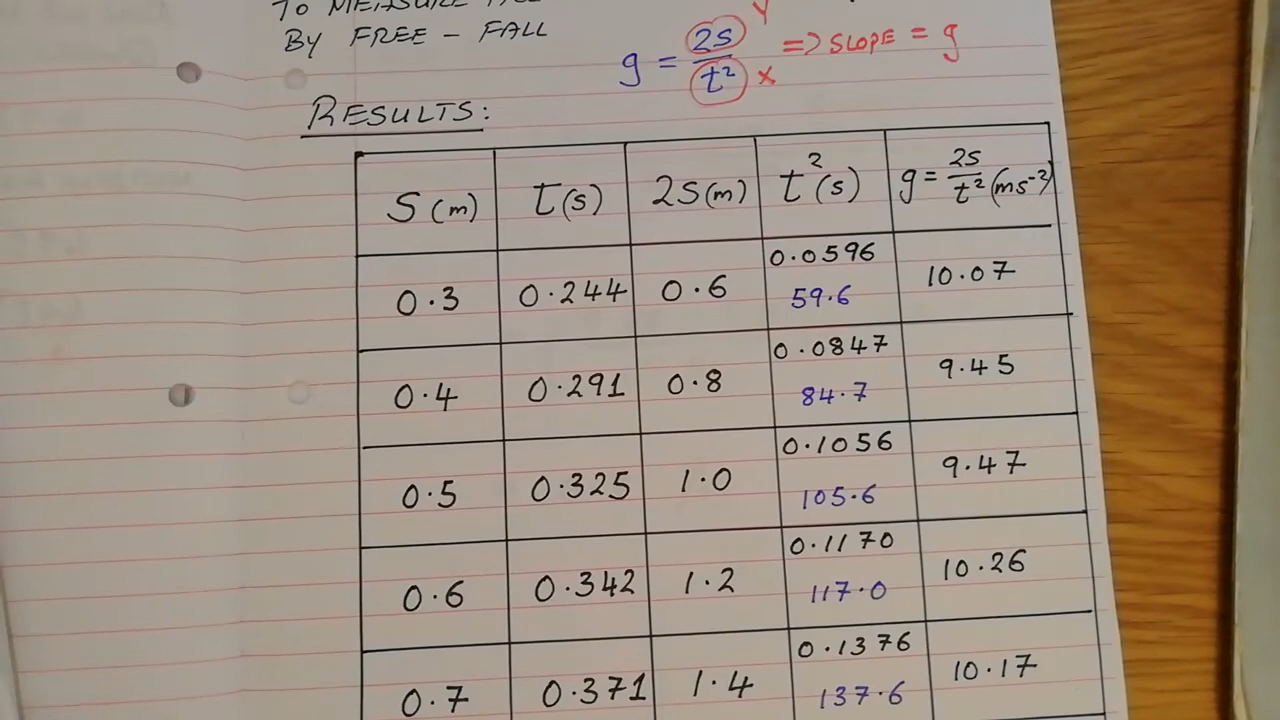 TO MEASURE
BY FREE - FALL
g = 2s/t² Y X => SLOPE = g
RESULTS:
S (m) t(s) 2S (m) t²(s) g = 2s/t² (ms⁻²)
0.3 0.244 0.6 0.0596 59.6 10.07
0.4 0.291 0.8 0.0847 84.7 9.45
0.5 0.325 1.0 0.1056 105.6 9.47
0.6 0.342 1.2 0.1170 117.0 10.26
0.7 0.371 1.4 0.1376 137.6 10.17